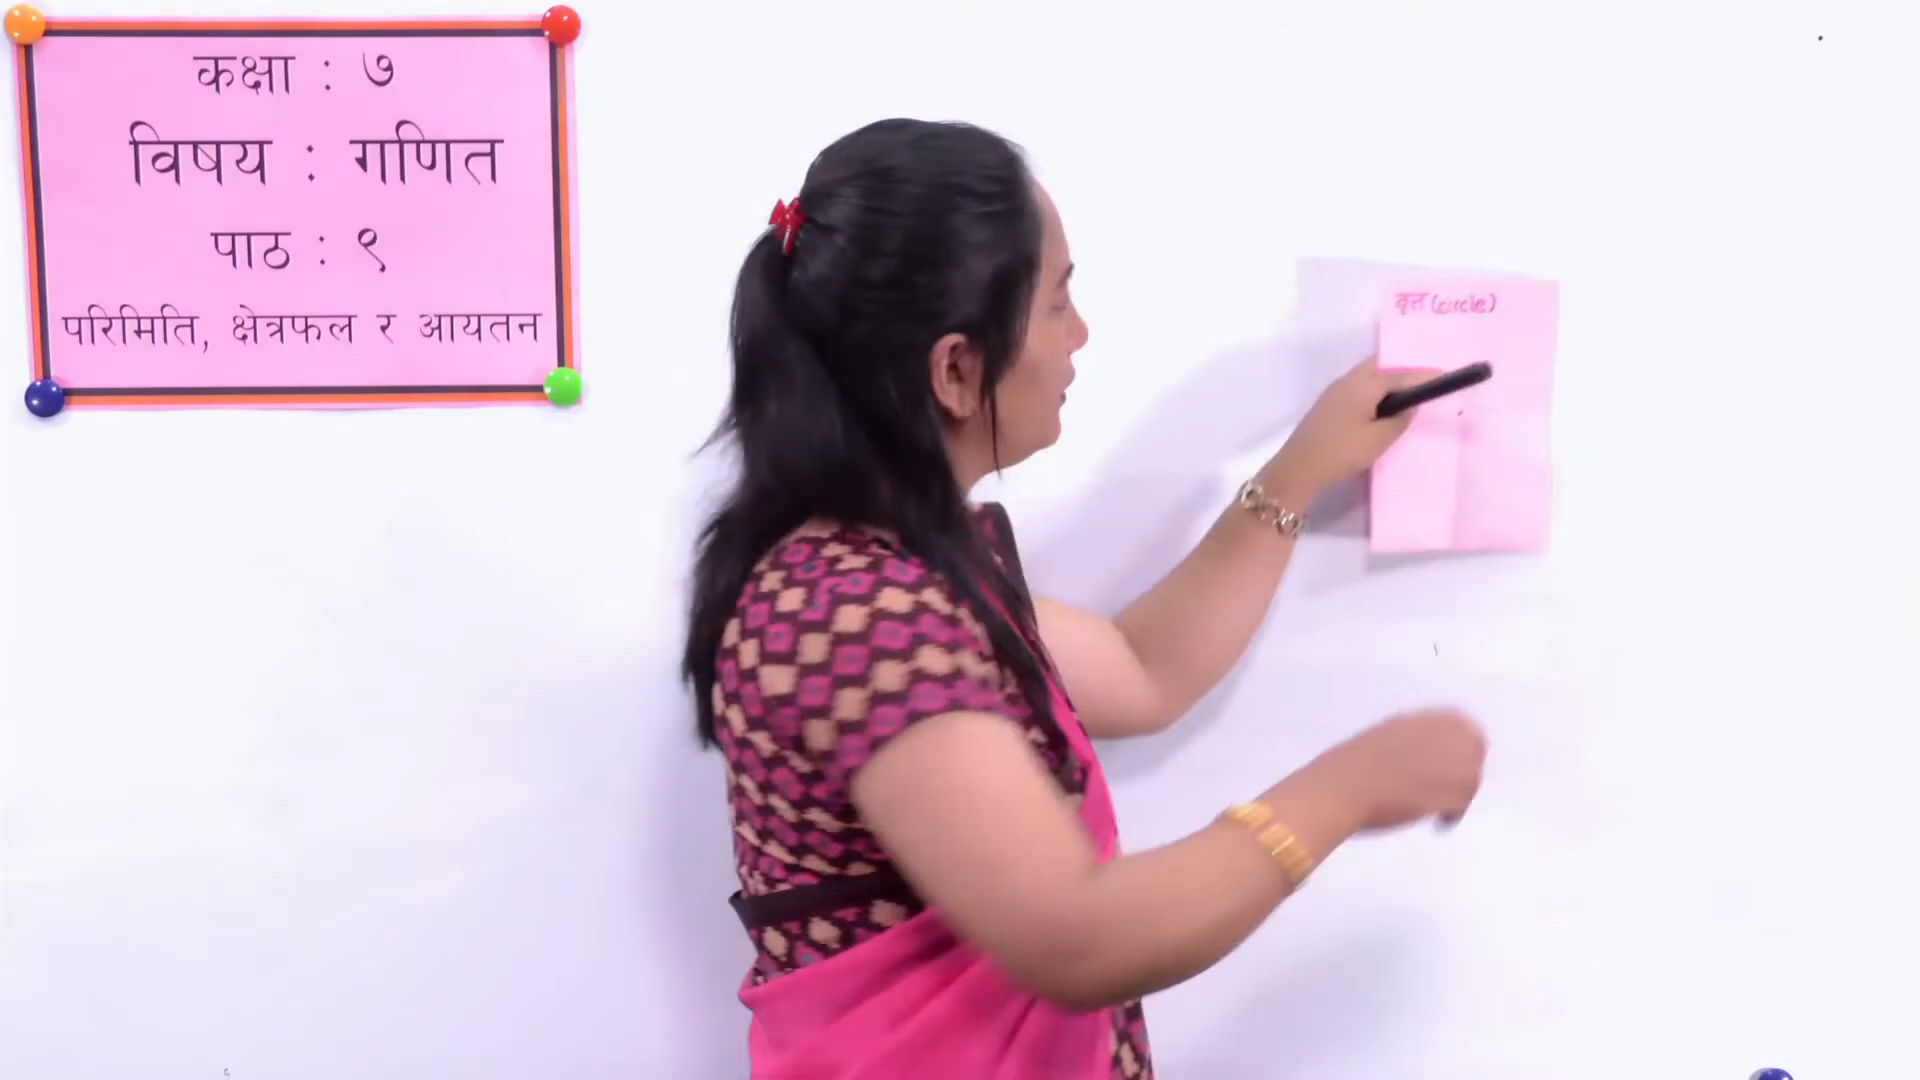 कक्षा : ७
विषय : गणित
पाठ : ९
परिमिति, क्षेत्रफल र आयतन
वृत्त (circle)